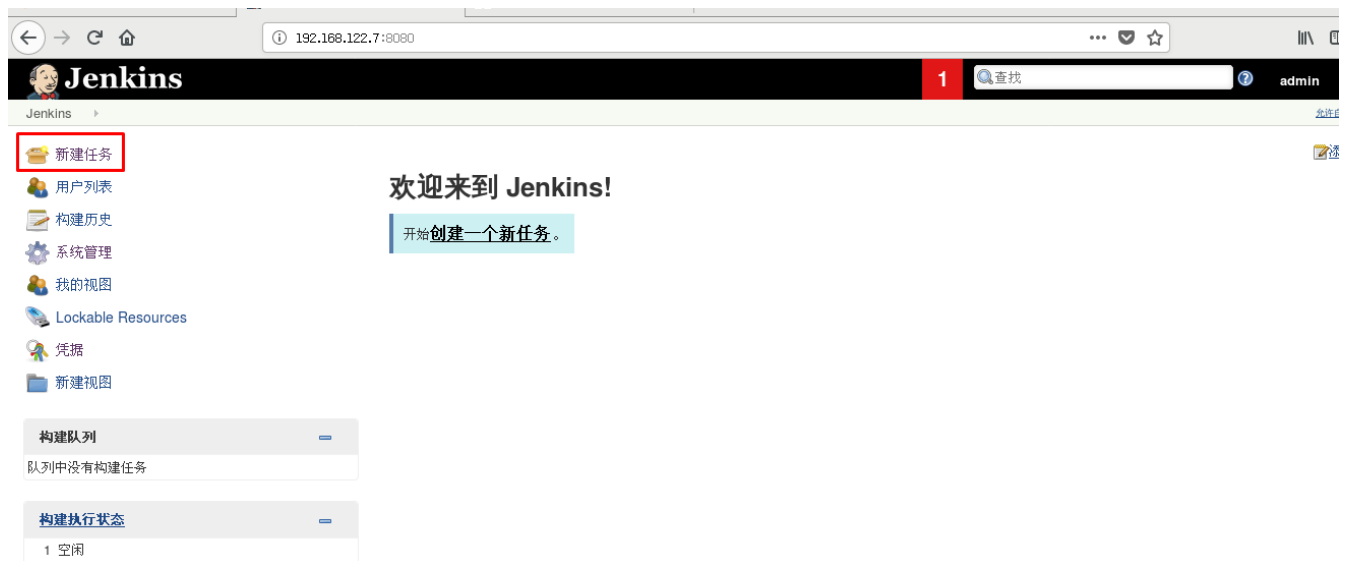 192.168.122.7:8080
Jenkins
1
查找
admin
Jenkins
新建任务
用户列表
构建历史
系统管理
我的视图
Lockable Resources
凭据
新建视图
欢迎来到 Jenkins!
开始创建一个新任务。
构建队列
队列中没有构建任务
构建执行状态
1 空闲
允许
添